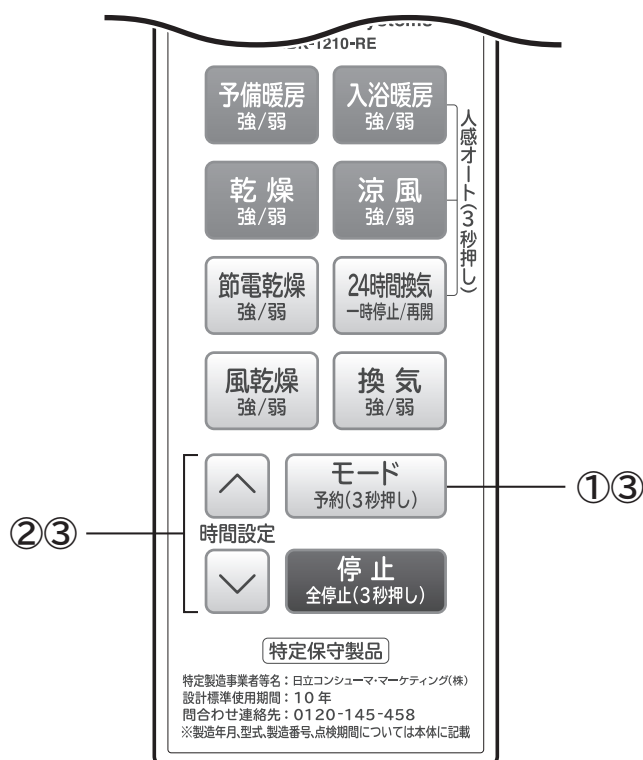 予備暖房
強/弱
入浴暖房
強/弱
人感オート(3秒押し)
乾 燥
強/弱
涼 風
強/弱
節電乾燥
強/弱
24時間換気
一時停止/再開
風乾燥
強/弱
換 気
強/弱
モード
予約(3秒押し)
①③
②③
時間設定
停 止
全停止(3秒押し)
特定保守製品
特定製造事業者等名:日立コンシューマ・マーケティング(株)
設計標準使用期間:10年
問合わせ連絡先:0120-145-458
※製造年月、型式、製造番号、点検期間については本体に記載